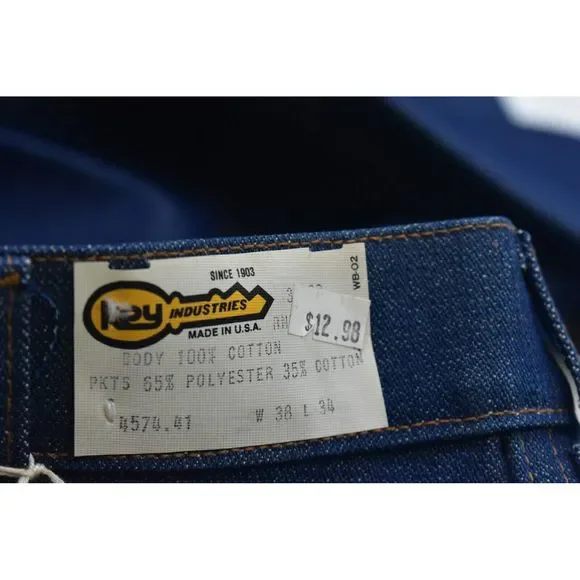 SINCE 1903
WB-02
Key INDUSTRIES
MADE IN U.S.A.
$12.98
BODY 100% COTTON
PKTS 65% POLYESTER 35% COTTON
4574.41 W 38 L 34